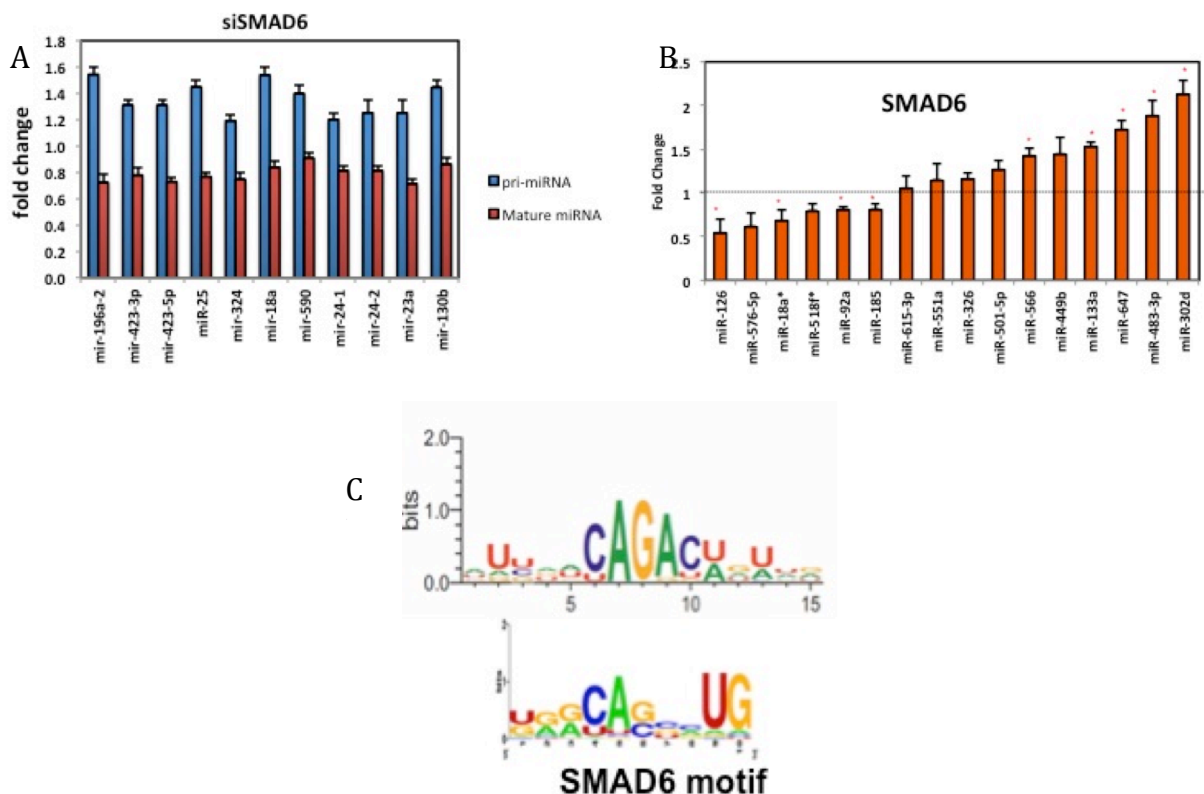 A
siSMAD6
fold change
1.8
1.6
1.4
1.2
1.0
0.8
0.6
0.4
0.2
0.0
mir-196a-2
mir-423-3p
mir-423-5p
miR-25
mir-324
mir-18a
mir-590
mir-24-1
mir-24-2
mir-23a
mir-130b
pri-miRNA
Mature miRNA
B
SMAD6
Fold Change
2.5
2
1.5
1
0.5
0
miR-126
miR-576-5p
miR-18a*
miR-518f*
miR-92a
miR-185
miR-615-3p
miR-551a
miR-326
miR-501-5p
miR-566
miR-449b
miR-133a
miR-647
miR-483-3p
miR-302d
C
bits
2.0
1.0
0.0
CAGAC
5
10
15
UGGCAG
UG
SMAD6 motif